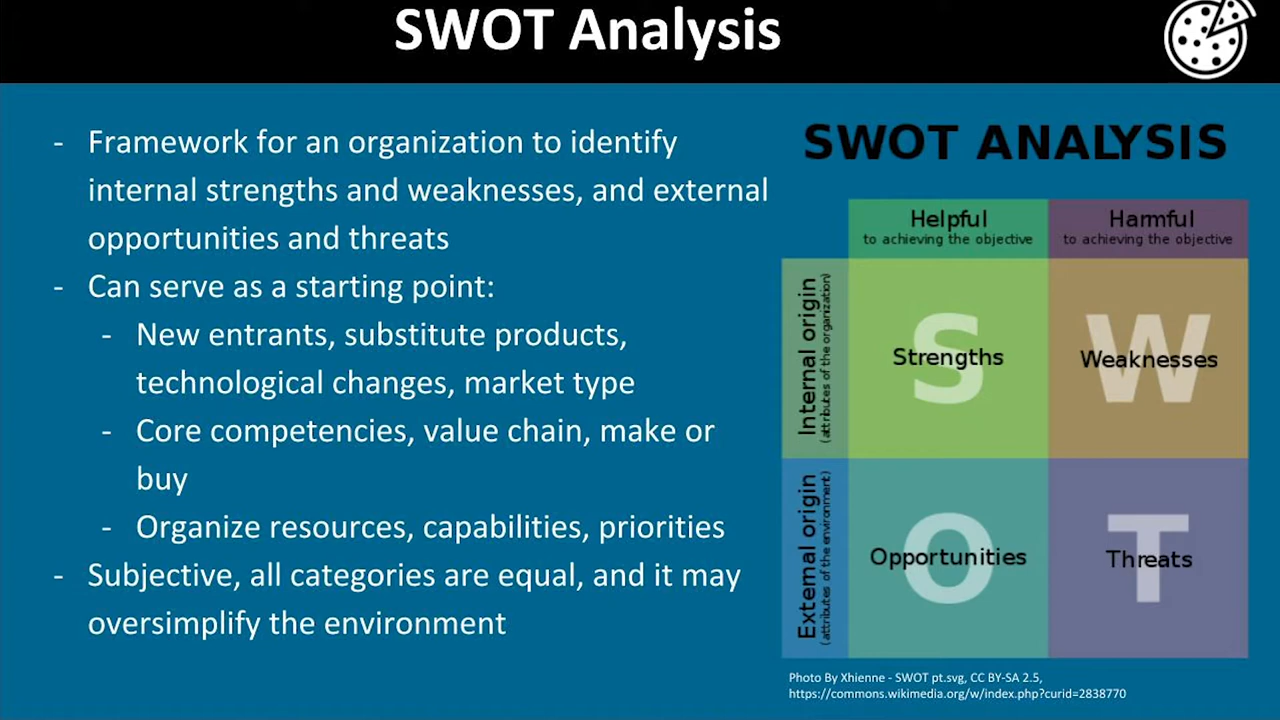 SWOT Analysis
- Framework for an organization to identify
internal strengths and weaknesses, and external
opportunities and threats
- Can serve as a starting point:
- New entrants, substitute products,
technological changes, market type
- Core competencies, value chain, make or
buy
- Organize resources, capabilities, priorities
- Subjective, all categories are equal, and it may
oversimplify the environment
SWOT ANALYSIS
Helpful
to achieving the objective
Harmful
to achieving the objective
Internal origin
(attributes of the organization)
S
Strengths
W
Weaknesses
External origin
(attributes of the environment)
O
Opportunities
T
Threats
Photo By Xhienne - SWOT pt.svg, CC BY-SA 2.5,
https://commons.wikimedia.org/w/index.php?curid=2838770